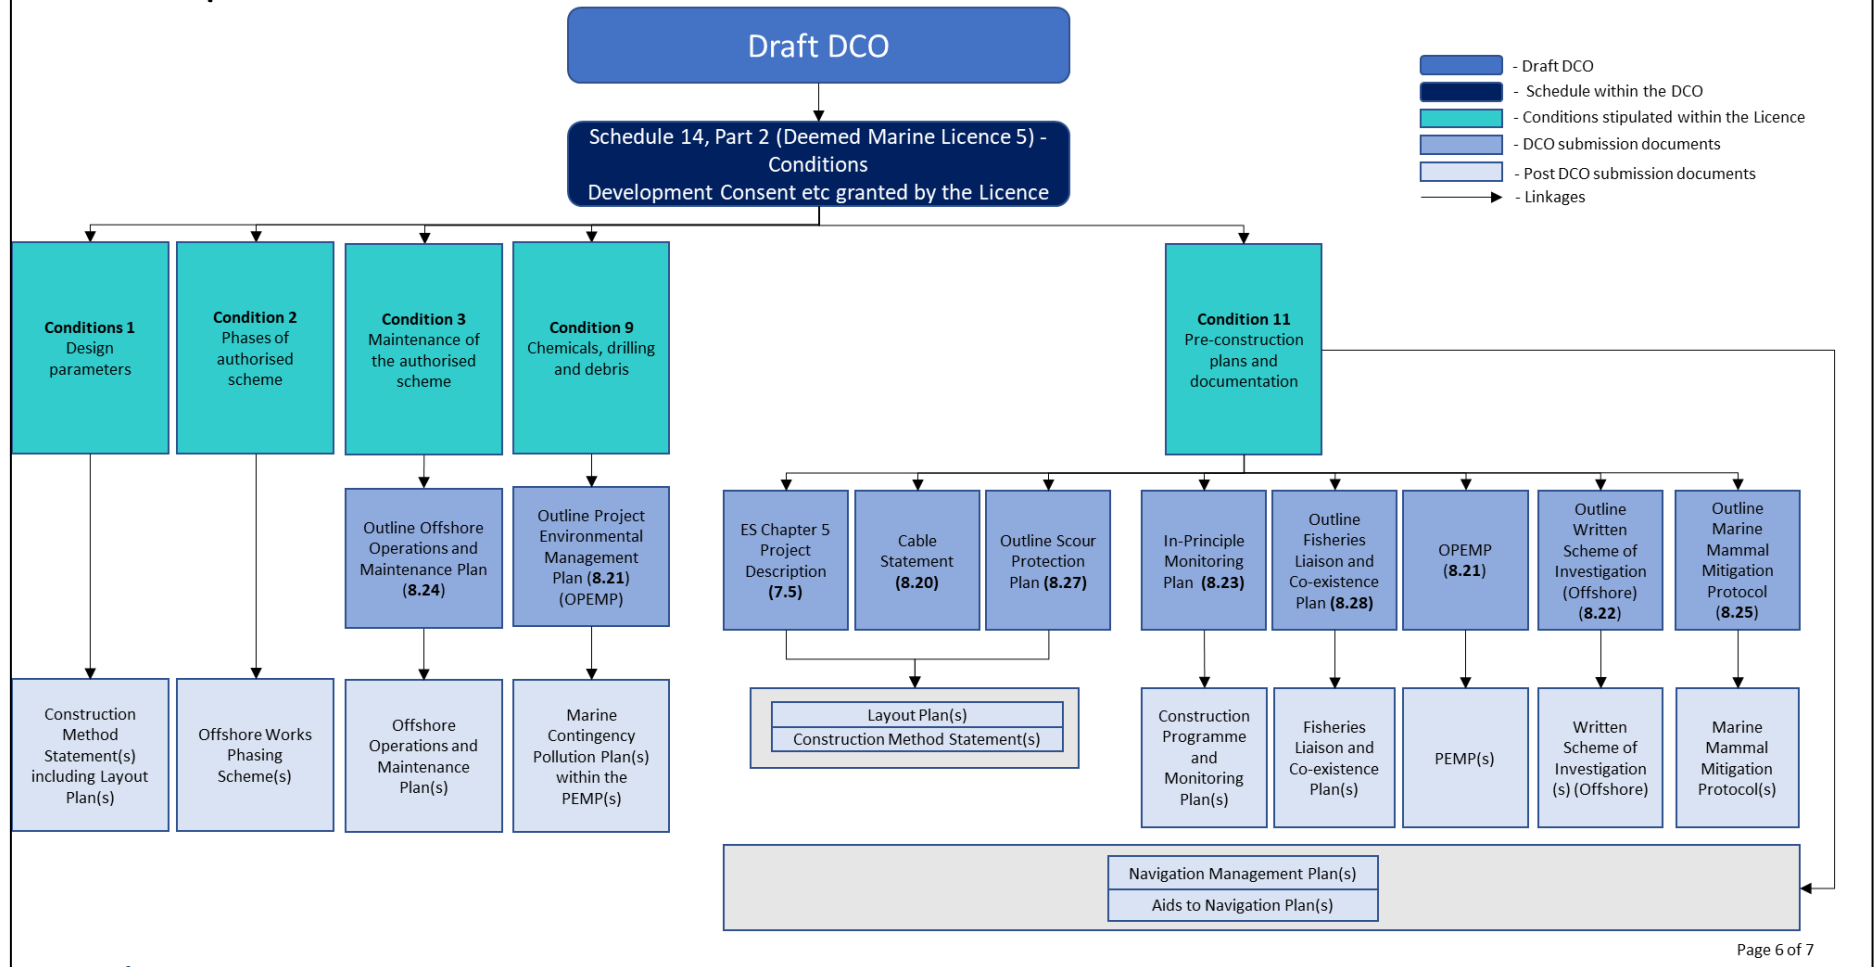 Draft DCO
- Draft DCO
- Schedule within the DCO
- Conditions stipulated within the Licence
- DCO submission documents
- Post DCO submission documents
- Linkages
Schedule 14, Part 2 (Deemed Marine Licence 5) -
Conditions
Development Consent etc granted by the Licence
Conditions 1
Design
parameters
Condition 2
Phases of
authorised
scheme
Condition 3
Maintenance of
the authorised
scheme
Condition 9
Chemicals, drilling
and debris
Condition 11
Pre-construction
plans and
documentation
Outline Offshore
Operations and
Maintenance Plan
(8.24)
Outline Project
Environmental
Management
Plan (8.21)
(OPEMP)
ES Chapter 5
Project
Description
(7.5)
Cable
Statement
(8.20)
Outline Scour
Protection
Plan (8.27)
In-Principle
Monitoring
Plan (8.23)
Outline
Fisheries
Liaison and
Co-existence
Plan (8.28)
OPEMP
(8.21)
Outline
Written
Scheme of
Investigation
(Offshore)
(8.22)
Outline
Marine
Mammal
Mitigation
Protocol
(8.25)
Construction
Method
Statement(s)
including Layout
Plan(s)
Offshore Works
Phasing
Scheme(s)
Offshore
Operations and
Maintenance
Plan(s)
Marine
Contingency
Pollution Plan(s)
within the
PEMP(s)
Layout Plan(s)
Construction Method Statement(s)
Construction
Programme
and
Monitoring
Plan(s)
Fisheries
Liaison and
Co-existence
Plan(s)
PEMP(s)
Written
Scheme of
Investigation
(s) (Offshore)
Marine
Mammal
Mitigation
Protocol(s)
Navigation Management Plan(s)
Aids to Navigation Plan(s)
Page 6 of 7